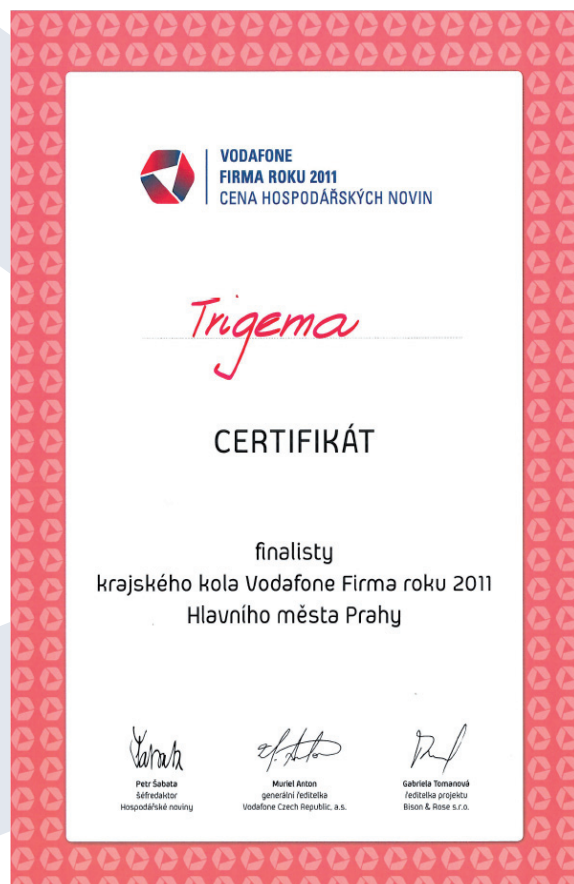 VODAFONE
FIRMA ROKU 2011
CENA HOSPODÁŘSKÝCH NOVIN
Trigema
CERTIFIKÁT
finalisty
krajského kola Vodafone Firma roku 2011
Hlavního města Prahy
Petr Šabata
šéfredaktor
Hospodářské noviny
Muriel Anton
generální ředitelka
Vodafone Czech Republic, a.s.
Gabriela Tomanová
ředitelka projektu
Bison & Rose s.r.o.